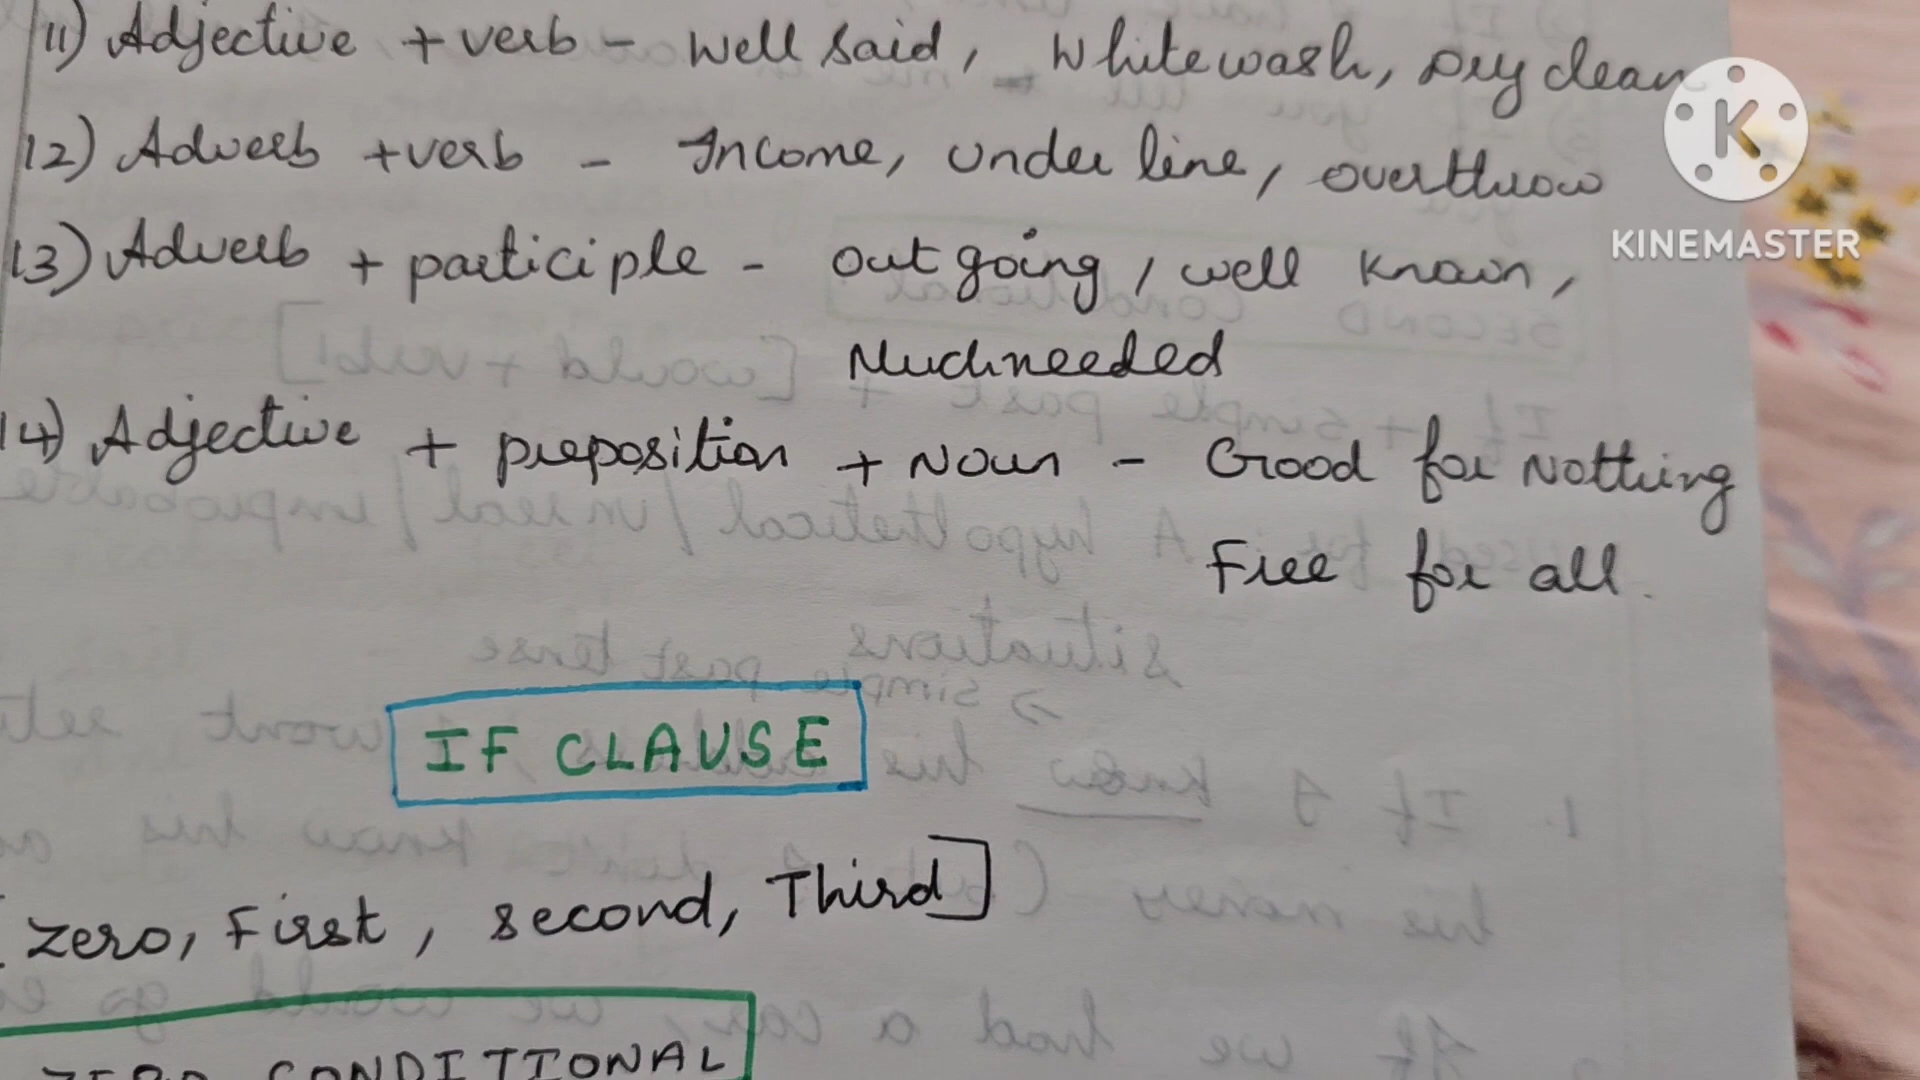 11) Adjective + verb - well said, whitewash, Dry clean
12) Adverb + verb - Income, under line, overthrow
13) Adverb + participle - out going, well known,
Muchneeded
14) Adjective + preposition + Noun - Good for Nothing
Free for all.
IF CLAUSE
[zero, First, second, Third]
ZERO CONDITIONAL
KINEMASTER